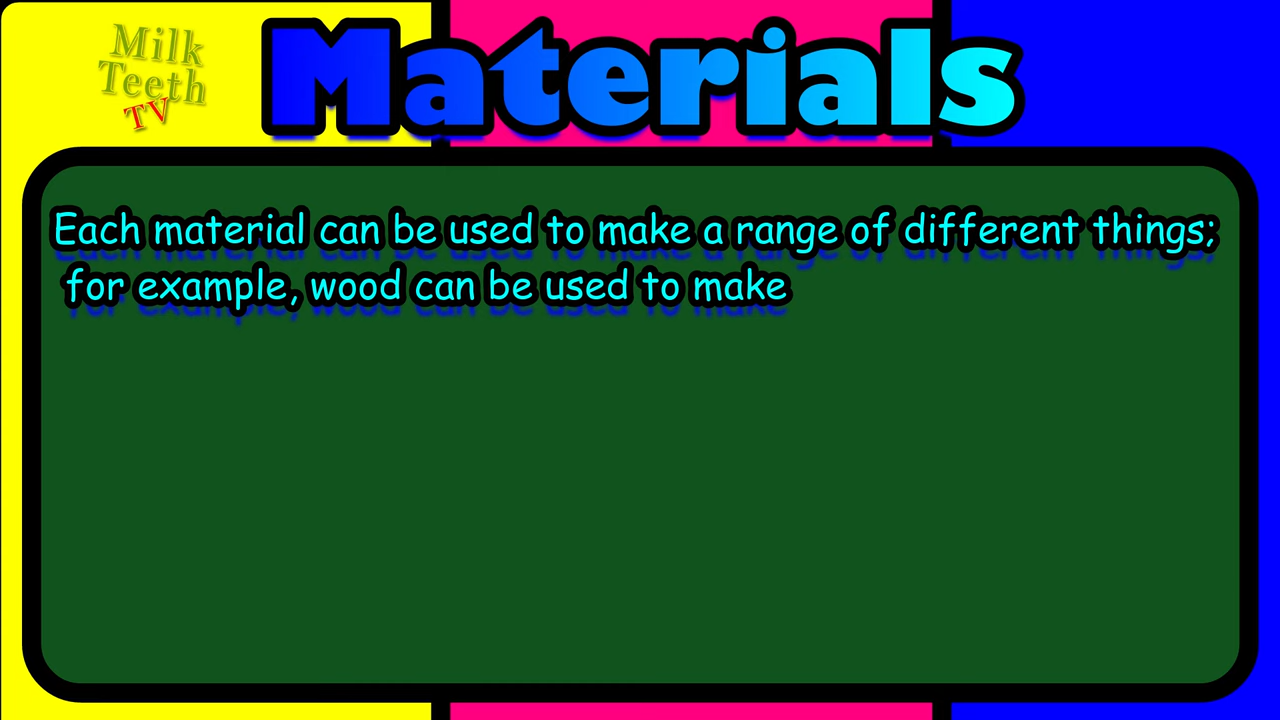 Milk
Teeth
TV
Materials
Each material can be used to make a range of different things;
for example, wood can be used to make